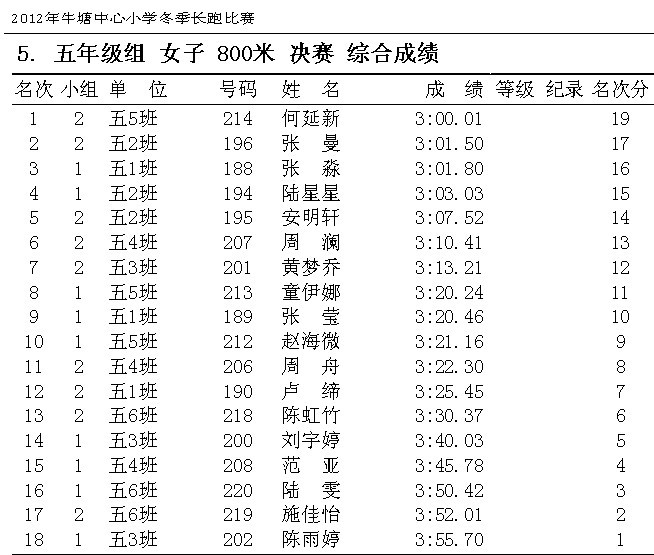 2012年牛塘中心小学冬季长跑比赛
5. 五年级组 女子 800米 决赛 综合成绩
名次 小组 单 位 号码 姓 名 成 绩 等级 纪录 名次分
1 2 五5班 214 何延新 3:00.01 19
2 2 五2班 196 张 曼 3:01.50 17
3 1 五1班 188 张 淼 3:01.80 16
4 1 五2班 194 陆星星 3:03.03 15
5 2 五2班 195 安明轩 3:07.52 14
6 2 五4班 207 周 澜 3:10.41 13
7 2 五3班 201 黄梦乔 3:13.21 12
8 1 五5班 213 童伊娜 3:20.24 11
9 1 五1班 189 张 莹 3:20.46 10
10 1 五5班 212 赵海微 3:21.16 9
11 2 五4班 206 周 舟 3:22.30 8
12 2 五1班 190 卢 缔 3:25.45 7
13 2 五6班 218 陈虹竹 3:30.37 6
14 1 五3班 200 刘字婷 3:40.03 5
15 1 五4班 208 范 亚 3:45.78 4
16 1 五6班 220 陆 雯 3:50.42 3
17 2 五6班 219 施佳怡 3:52.01 2
18 1 五3班 202 陈雨婷 3:55.70 1